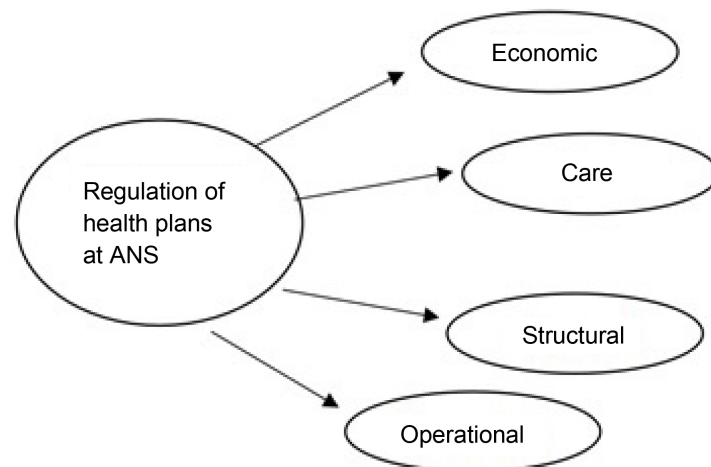 Economic
Care
Regulation of
health plans
at ANS
Structural
Operational